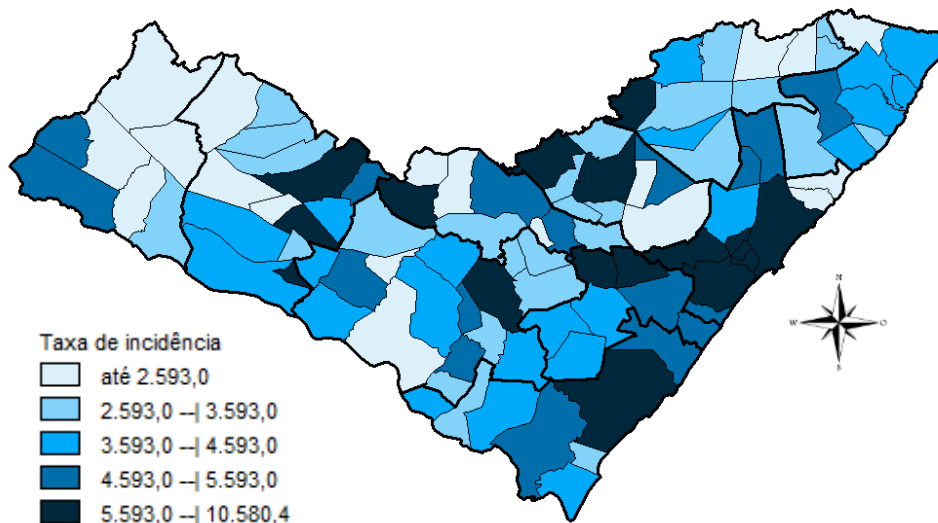 N
W
O
S
Taxa de incidência
até 2.593,0
2.593,0 --| 3.593,0
3.593,0 --| 4.593,0
4.593,0 --| 5.593,0
5.593,0 --| 10.580,4